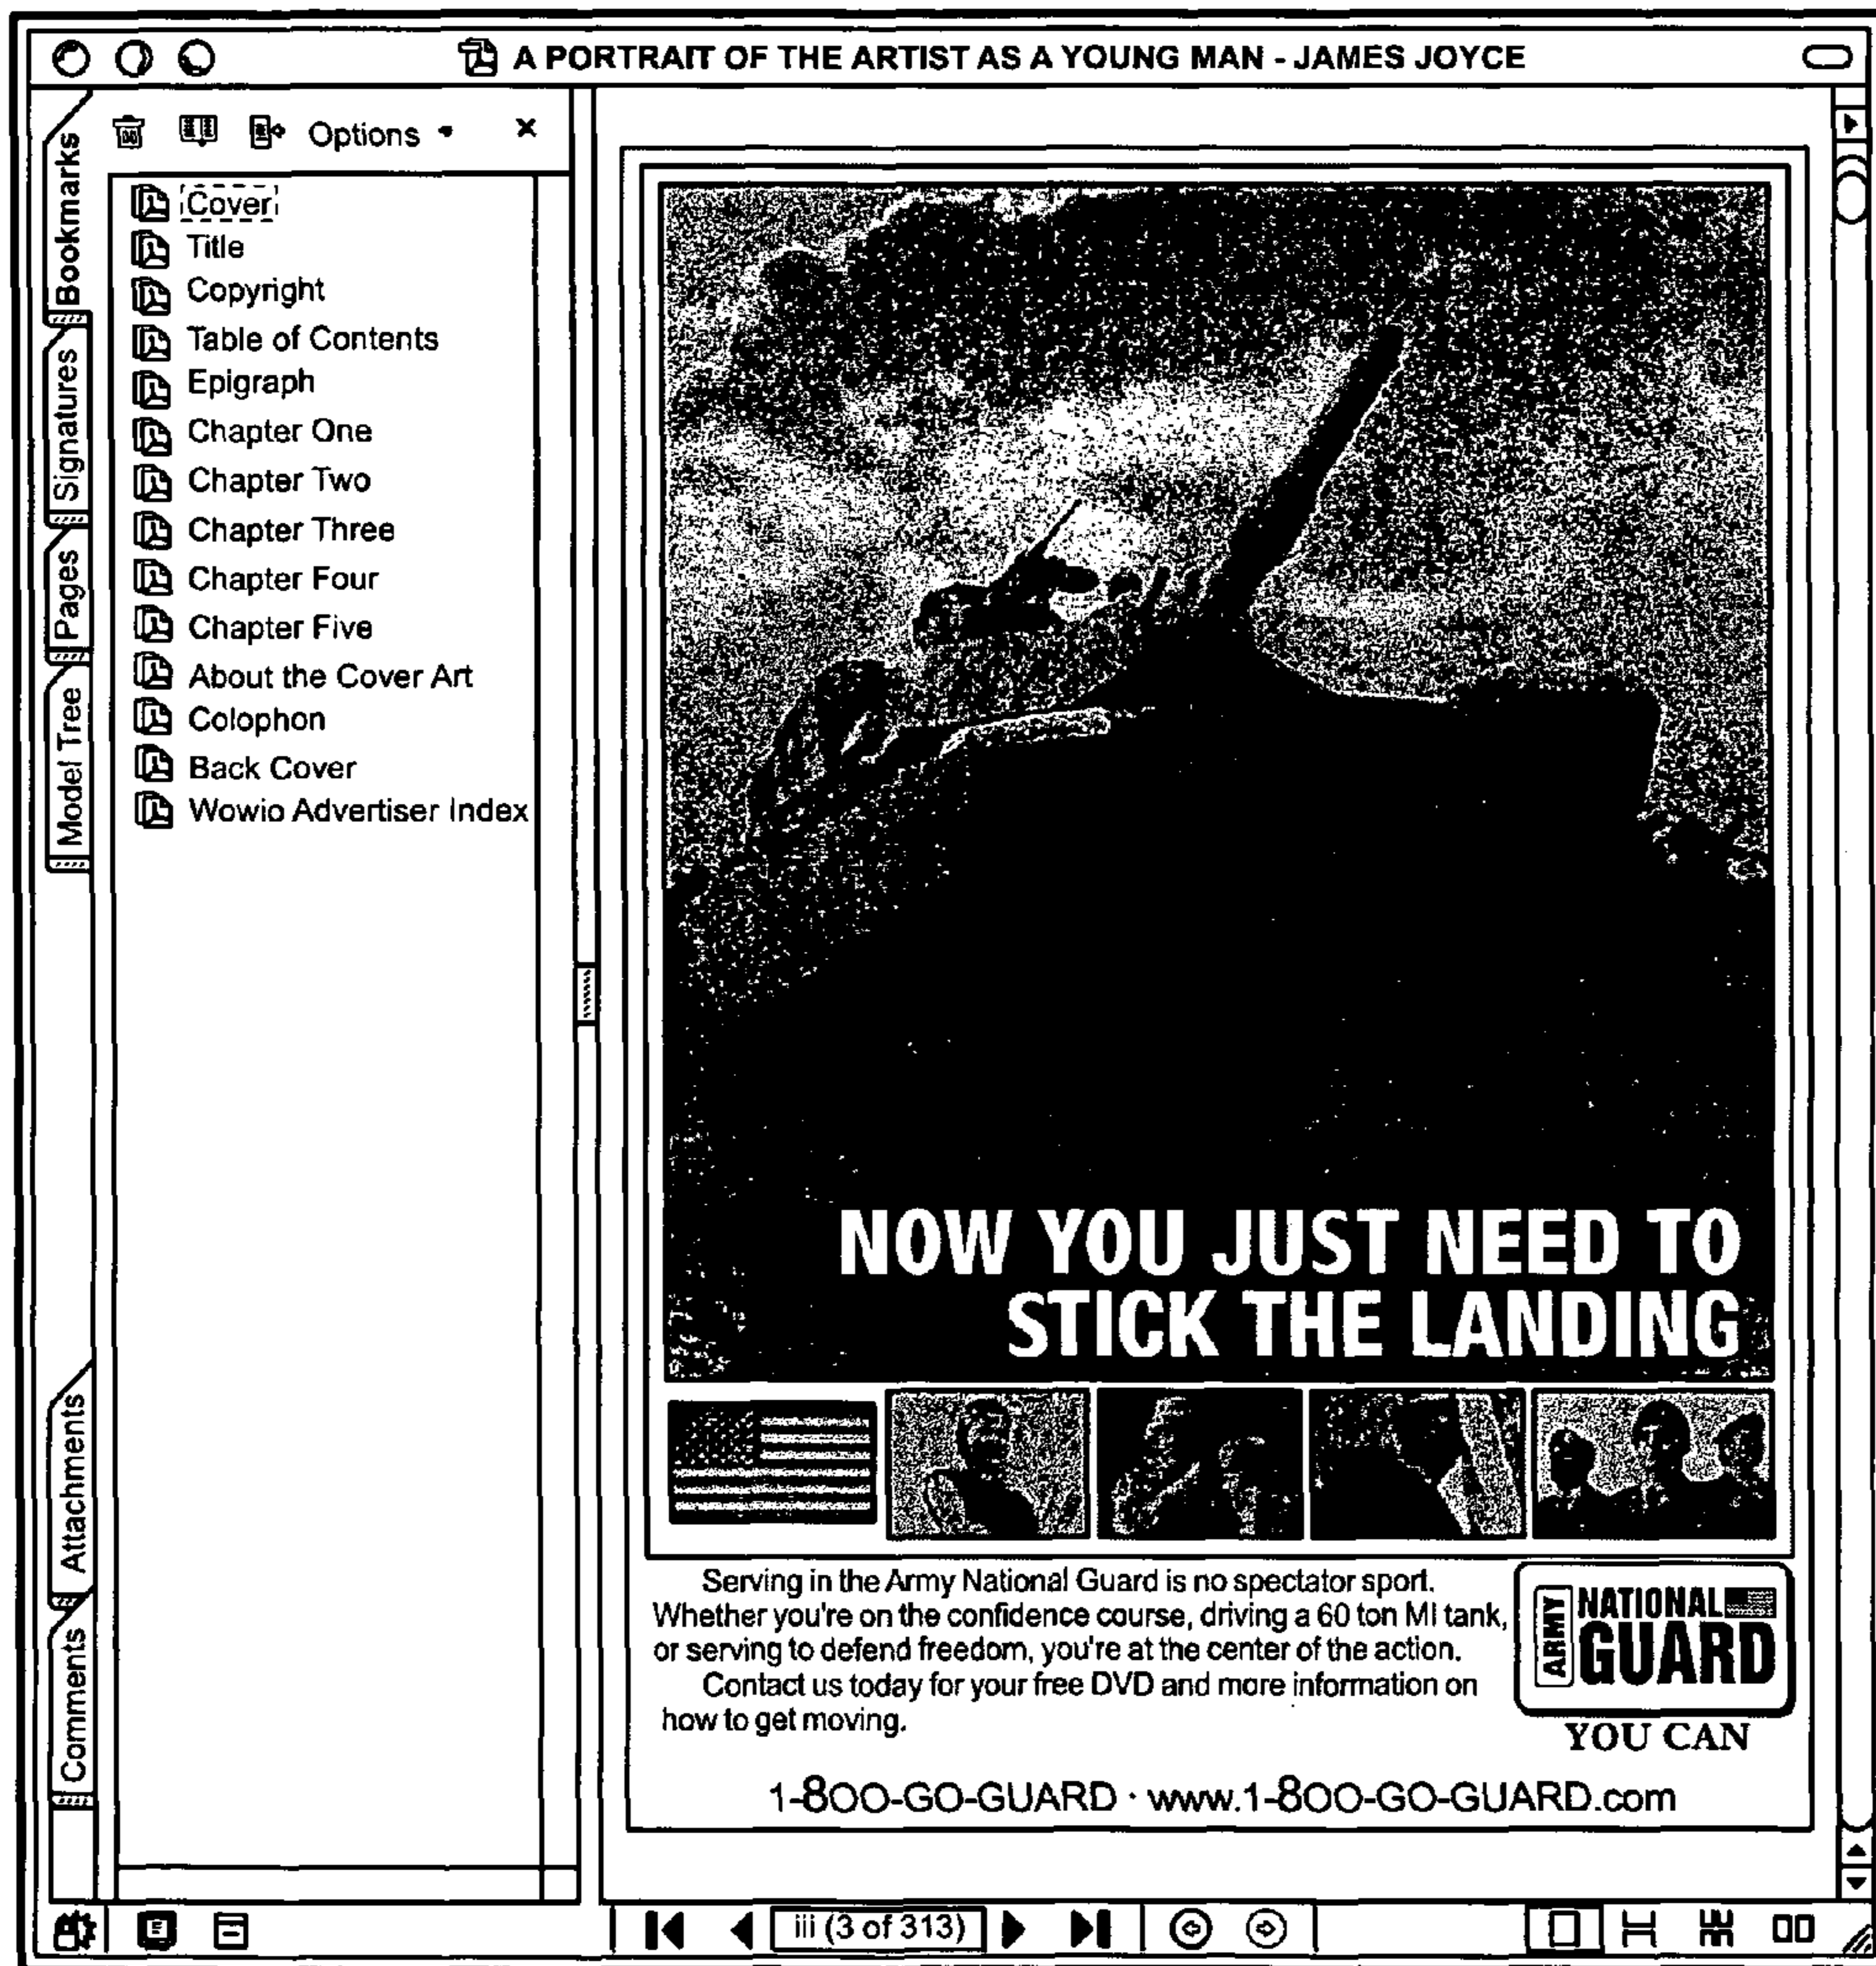 A PORTRAIT OF THE ARTIST AS A YOUNG MAN - JAMES JOYCE
Options
Bookmarks
Signatures
Pages
Model Tree
Attachments
Comments
Cover
Title
Copyright
Table of Contents
Epigraph
Chapter One
Chapter Two
Chapter Three
Chapter Four
Chapter Five
About the Cover Art
Colophon
Back Cover
Wowio Advertiser Index
NOW YOU JUST NEED TO
STICK THE LANDING
Serving in the Army National Guard is no spectator sport.
Whether you're on the confidence course, driving a 60 ton MI tank,
or serving to defend freedom, you're at the center of the action.
Contact us today for your free DVD and more information on
how to get moving.
ARMY
NATIONAL
GUARD
YOU CAN
1-800-GO-GUARD · www.1-800-GO-GUARD.com
iii (3 of 313)